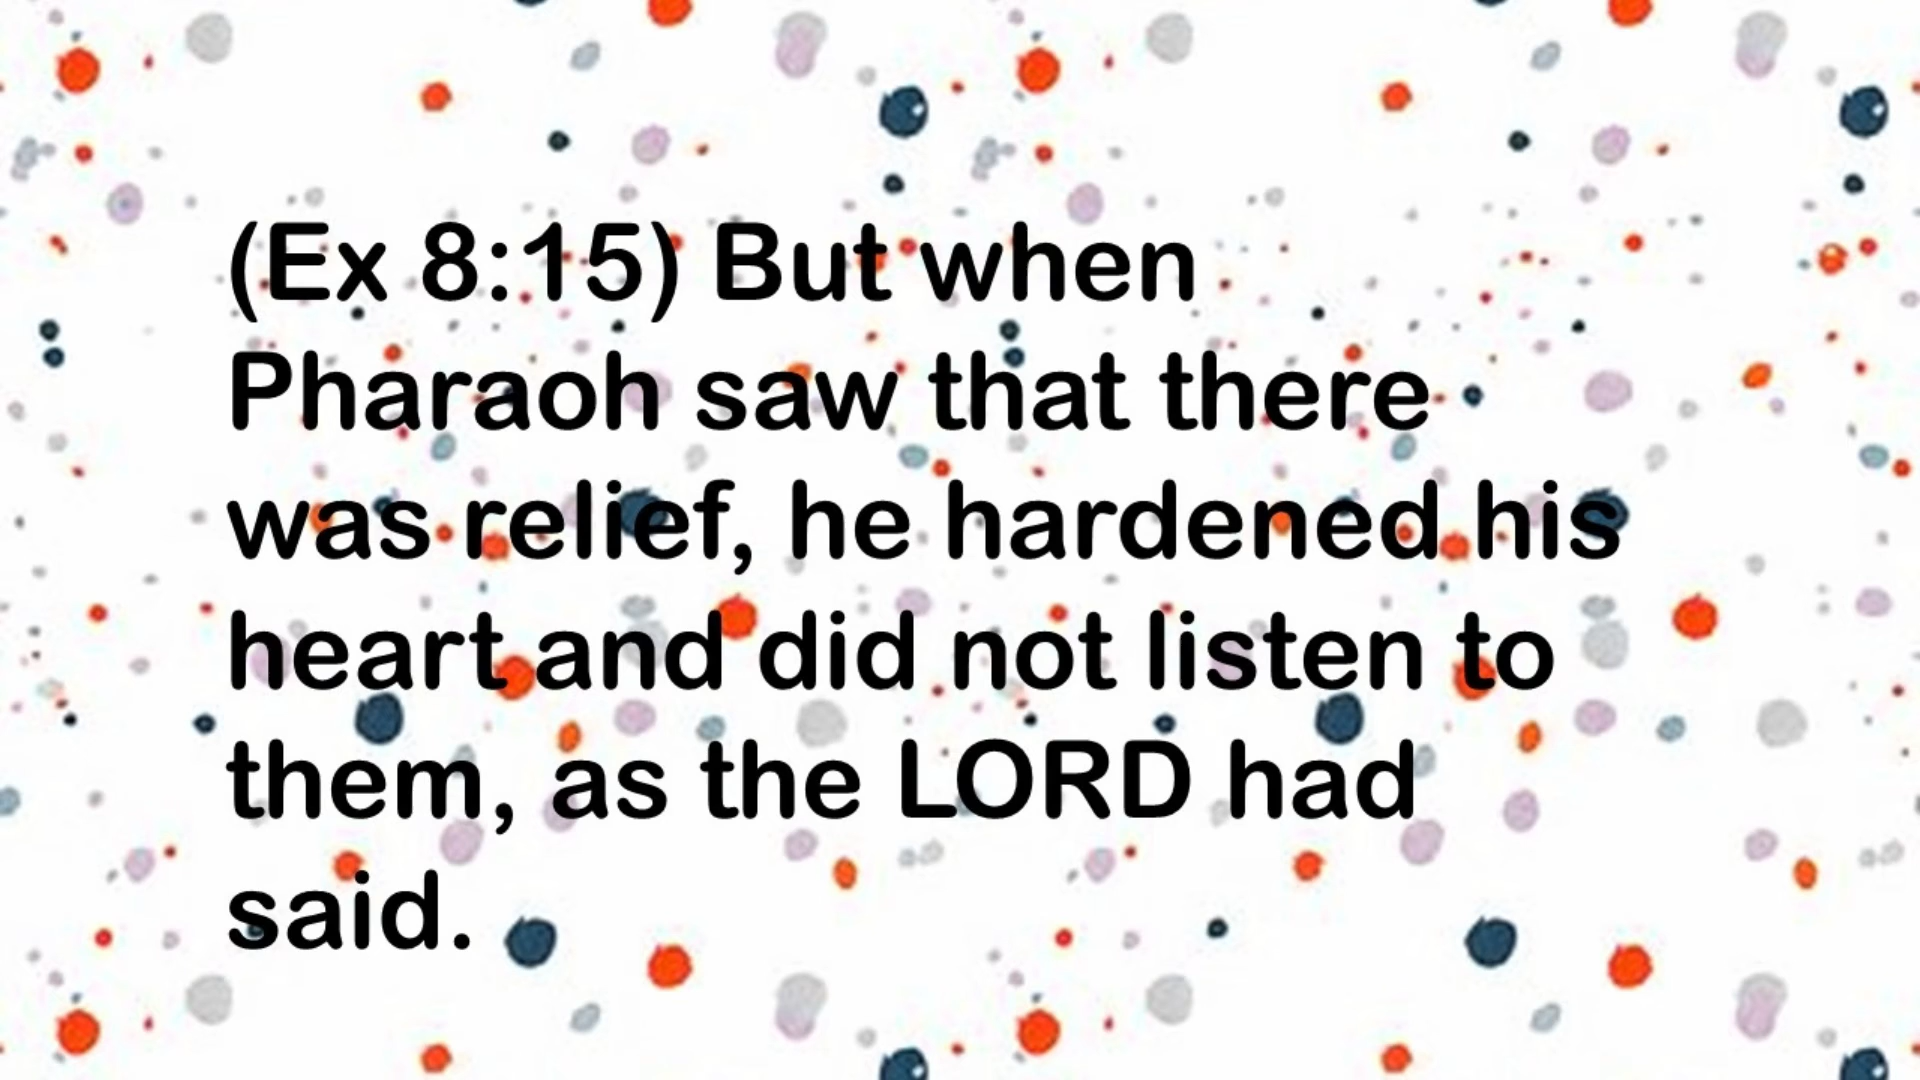 (Ex 8:15) But when
Pharaoh saw that there
was relief, he hardened his
heart and did not listen to
them, as the LORD had
said.